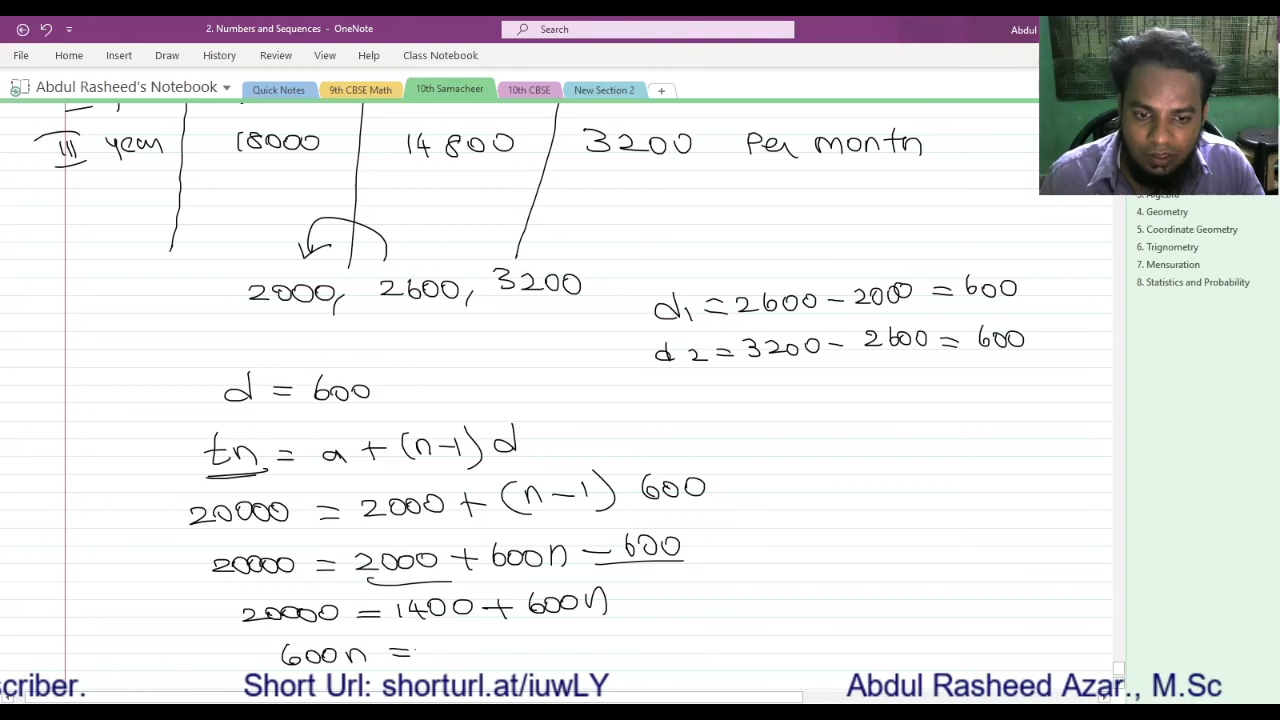 2. Numbers and Sequences - OneNote
Search
Abdul
File Home Insert Draw History Review View Help Class Notebook
Abdul Rasheed's Notebook
Quick Notes
9th CBSE Math
10th Samacheer
10th CBSE
New Section 2
III year 18000 14800 3200 Per month
4. Geometry
5. Coordinate Geometry
6. Trignometry
7. Mensuration
8. Statistics and Probability
2000, 2600, 3200
d1 = 2600 - 2000 = 600
d2 = 3200 - 2600 = 600
d = 600
tn = a + (n-1) d
20000 = 2000 + (n-1) 600
20000 = 2000 + 600n - 600
20000 = 1400 + 600n
600n =
scriber. Short Url: shorturl.at/iuwLY Abdul Rasheed Azar., M.Sc